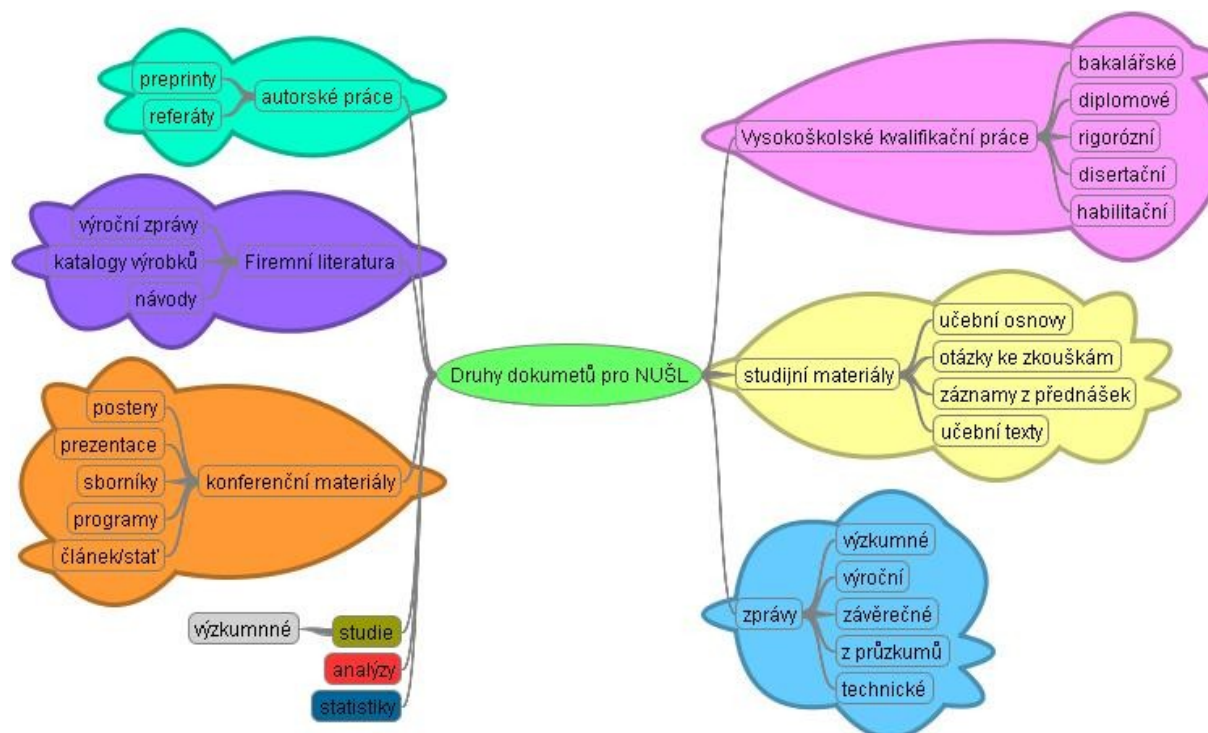 preprinty
referáty
autorské práce
výroční zprávy
katalogy výrobků
návody
Firemní literatura
postery
prezentace
sborníky
programy
článek/stať
konferenční materiály
výzkumnné
studie
analýzy
statistiky
Druhy dokumetů pro NUŠL
Vysokoškolské kvalifikační práce
bakalářské
diplomové
rigorózní
disertační
habilitační
studijní materiály
učební osnovy
otázky ke zkouškám
záznamy z přednášek
učební texty
zprávy
výzkumné
výroční
závěrečné
z průzkumů
technické